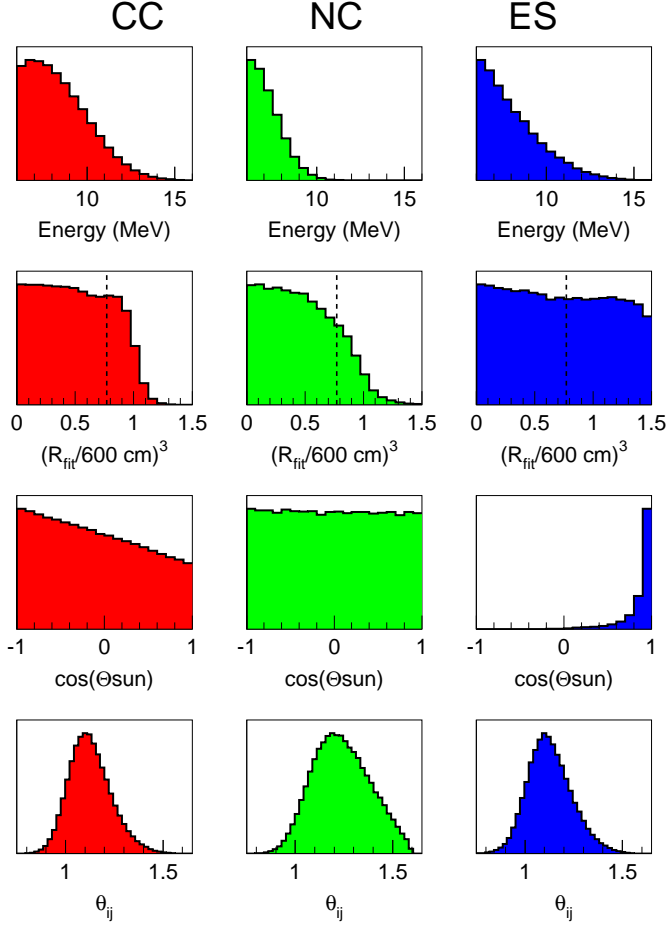 CC NC ES
10 15 10 15 10 15
Energy (MeV) Energy (MeV) Energy (MeV)
0 0.5 1 1.5 0 0.5 1 1.5 0 0.5 1 1.5
(R_fit/600 cm)^3 (R_fit/600 cm)^3 (R_fit/600 cm)^3
-1 0 1 -1 0 1 -1 0 1
cos(Θsun) cos(Θsun) cos(Θsun)
1 1.5 1 1.5 1 1.5
θ_ij θ_ij θ_ij